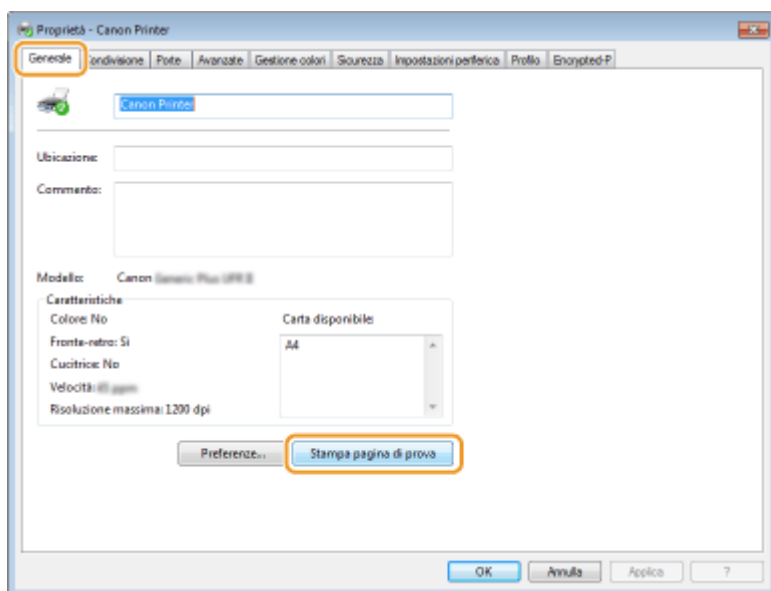 Proprietà - Canon Printer
Generale Condivisione Porte Avanzate Gestione colori Sicurezza Impostazioni periferica Profilo Encrypted-P
Canon Printer
Ubicazione:
Commento:
Modello: Canon
Caratteristiche
Colore: No Carta disponibile:
Fronte-retro: Sì A4
Cucitrice: No
Velocità:
Risoluzione massima: 1200 dpi
Preferenze... Stampa pagina di prova
OK Annulla Applica ?